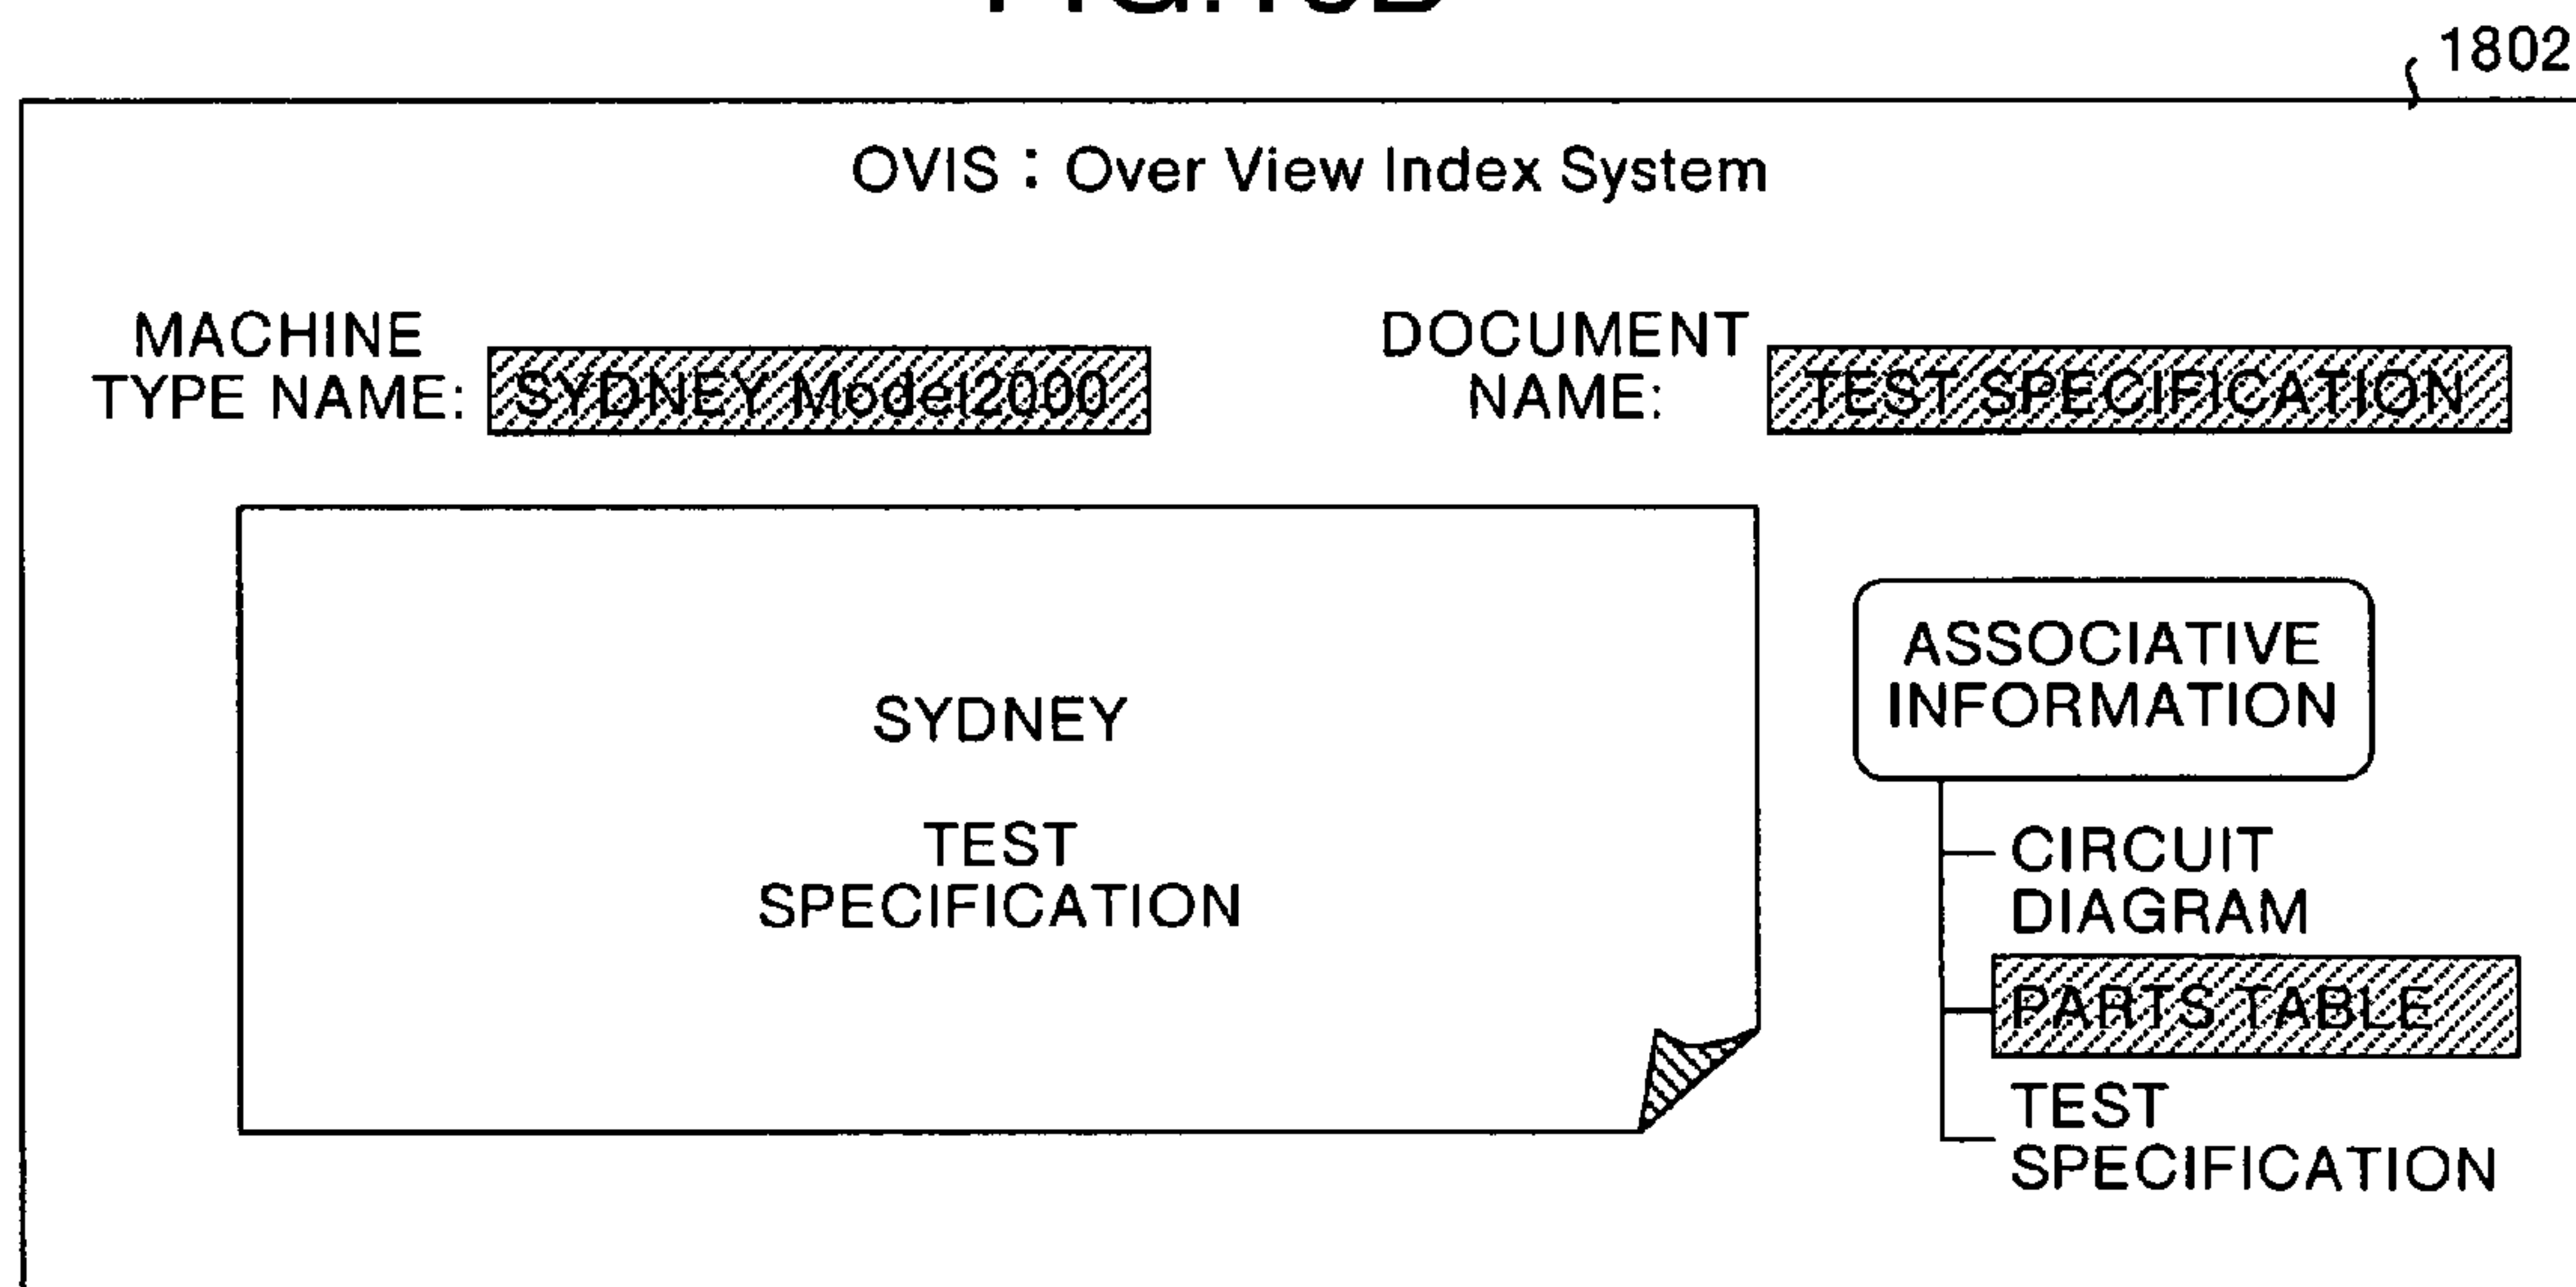 1802
OVIS : Over View Index System
MACHINE
TYPE NAME:
SYDNEY Model2000
DOCUMENT
NAME:
TEST SPECIFICATION
SYDNEY
TEST
SPECIFICATION
ASSOCIATIVE
INFORMATION
CIRCUIT
DIAGRAM
PARTS TABLE
TEST
SPECIFICATION